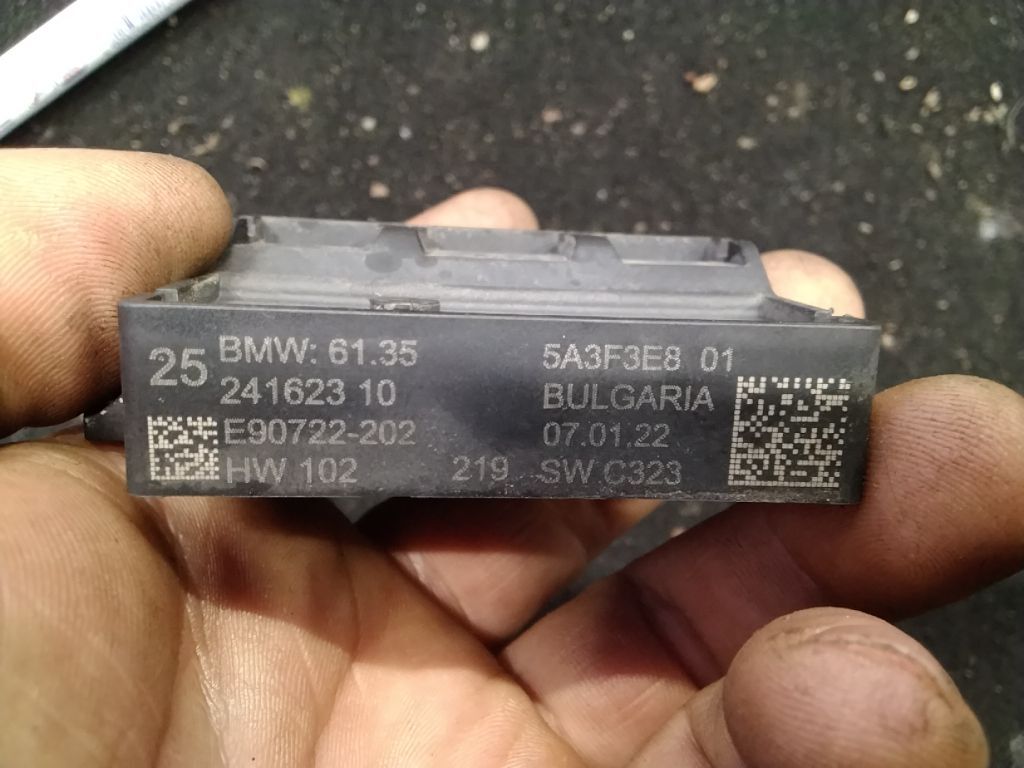 25
BMW: 61.35
241623 10
E90722-202
HW 102
219
5A3F3E8 01
BULGARIA
07.01.22
SW C323